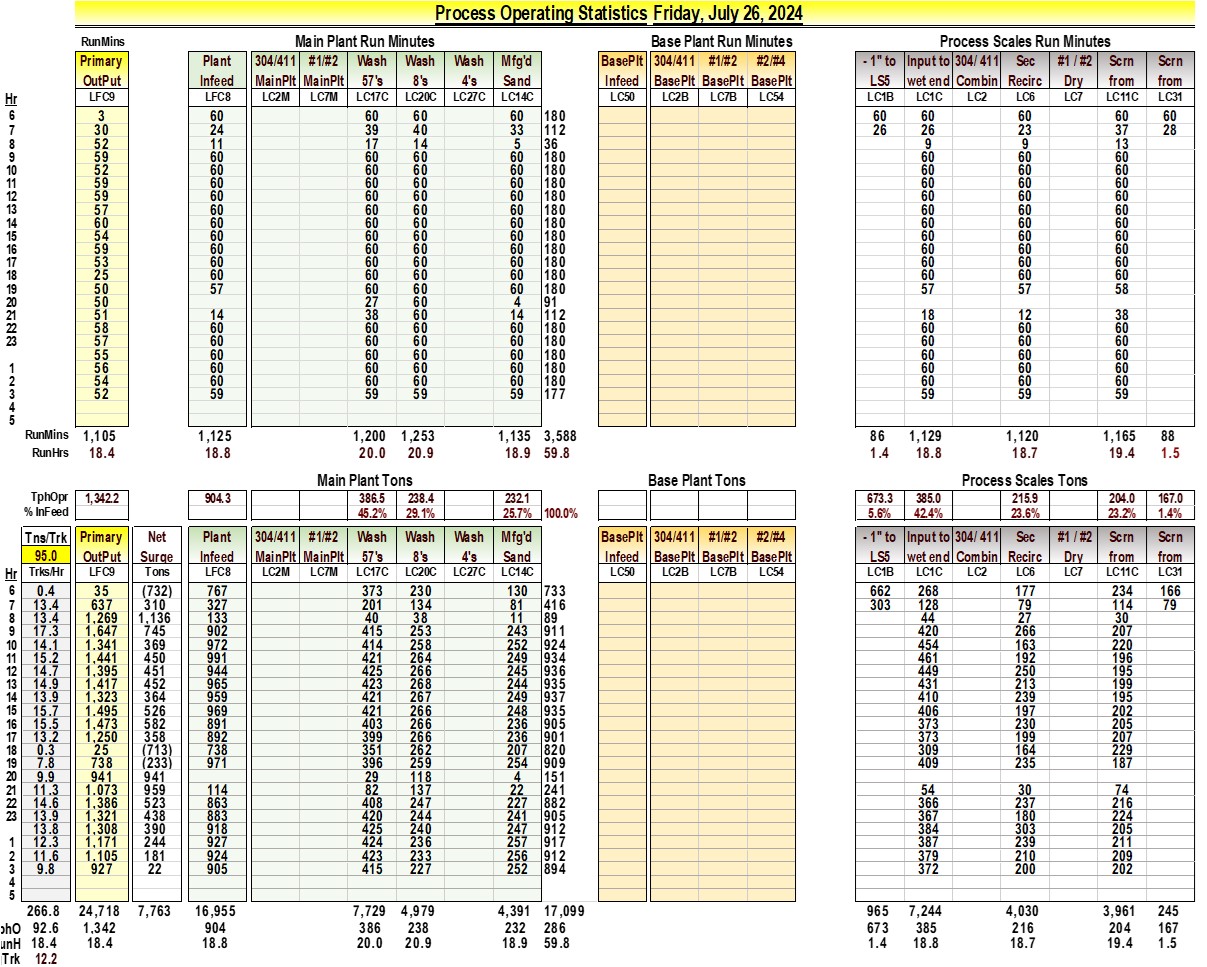 Process Operating Statistics Friday, July 26, 2024
RunMins Main Plant Run Minutes Base Plant Run Minutes Process Scales Run Minutes
Primary Plant 304/411 #1/#2 Wash Wash Wash Mfg'd BasePlt 304/411 #1/#2 #2/#4 - 1" to Input to 304/ 411 Sec #1 / #2 Scrn Scrn
OutPut Infeed MainPlt MainPlt 57's 8's 4's Sand Infeed BasePlt BasePlt BasePlt LS5 wet end Combin Recirc Dry from from
Hr LFC9 LFC8 LC2M LC7M LC17C LC20C LC27C LC14C LC50 LC2B LC7B LC54 LC1B LC1C LC2 LC6 LC7 LC11C LC31
6 3 60 60 60 60 180 60 60 60 60 60
7 30 24 39 40 33 112 26 26 23 37 28
8 52 11 17 14 5 36 9 9 13
9 59 60 60 60 60 180 60 60 60
10 52 60 60 60 60 180 60 60 60
11 59 60 60 60 60 180 60 60 60
12 59 60 60 60 60 180 60 60 60
13 57 60 60 60 60 180 60 60 60
14 60 60 60 60 60 180 60 60 60
15 54 60 60 60 60 180 60 60 60
16 59 60 60 60 60 180 60 60 60
17 53 60 60 60 60 180 60 60 60
18 25 60 60 60 60 180 60 60 60
19 50 57 60 60 60 180 57 57 58
20 50 27 60 4 91
21 51 14 38 60 14 112 18 12 38
22 58 60 60 60 60 180 60 60 60
23 57 60 60 60 60 180 60 60 60
55 60 60 60 60 180 60 60 60
1 56 60 60 60 60 180 60 60 60
2 54 60 60 60 60 180 60 60 60
3 52 59 59 59 59 177 59 59 59
4
5
RunMins 1,105 1,125 1,200 1,253 1,135 3,588 86 1,129 1,120 1,165 88
RunHrs 18.4 18.8 20.0 20.9 18.9 59.8 1.4 18.8 18.7 19.4 1.5
Main Plant Tons Base Plant Tons Process Scales Tons
TphOpr 1,342.2 904.3 386.5 238.4 232.1 673.3 385.0 215.9 204.0 167.0
% InFeed 45.2% 29.1% 25.7% 100.0% 5.6% 42.4% 23.6% 23.2% 1.4%
Tns/Trk Primary Net Plant 304/411 #1/#2 Wash Wash Wash Mfg'd BasePlt 304/411 #1/#2 #2/#4 - 1" to Input to 304/ 411 Sec #1 / #2 Scrn Scrn
95.0 OutPut Surge Infeed MainPlt MainPlt 57's 8's 4's Sand Infeed BasePlt BasePlt BasePlt LS5 wet end Combin Recirc Dry from from
Hr Trks/Hr LFC9 Tons LFC8 LC2M LC7M LC17C LC20C LC27C LC14C LC50 LC2B LC7B LC54 LC1B LC1C LC2 LC6 LC7 LC11C LC31
6 0.4 35 (732) 767 373 230 130 733 662 268 177 234 166
7 13.4 637 310 327 201 134 81 416 303 128 79 114 79
8 13.4 1,269 1,136 133 40 38 11 89 44 27 30
9 17.3 1,647 745 902 415 253 243 911 420 266 207
10 14.1 1,341 369 972 414 258 252 924 454 163 220
11 15.2 1,441 450 991 421 264 249 934 461 192 196
12 14.7 1,395 451 944 425 266 245 936 449 250 195
13 14.9 1,417 452 965 423 268 244 935 431 213 199
14 13.9 1,323 364 959 421 267 249 937 410 239 195
15 15.7 1,495 526 969 421 266 248 935 406 197 202
16 15.5 1,473 582 891 403 266 236 905 373 230 205
17 13.2 1,250 358 892 399 266 236 901 373 199 207
18 0.3 25 (713) 738 351 262 207 820 309 164 229
19 7.8 738 (233) 971 396 259 254 909 409 235 187
20 9.9 941 941 29 118 4 151
21 11.3 1,073 959 114 82 137 22 241 54 30 74
22 14.6 1,386 523 863 408 247 227 882 366 237 216
23 13.9 1,321 438 883 420 244 241 905 367 180 224
13.8 1,308 390 918 425 240 247 912 384 303 205
1 12.3 1,171 244 927 424 236 257 917 387 239 211
2 11.6 1,105 181 924 423 233 256 912 379 210 209
3 9.8 927 22 905 415 227 252 894 372 200 202
4
5
266.8 24,718 7,763 16,955 7,729 4,979 4,391 17,099 965 7,244 4,030 3,961 245
phO 92.6 1,342 904 386 238 232 286 673 385 216 204 167
unH 18.4 18.4 18.8 20.0 20.9 18.9 59.8 1.4 18.8 18.7 19.4 1.5
Trk 12.2